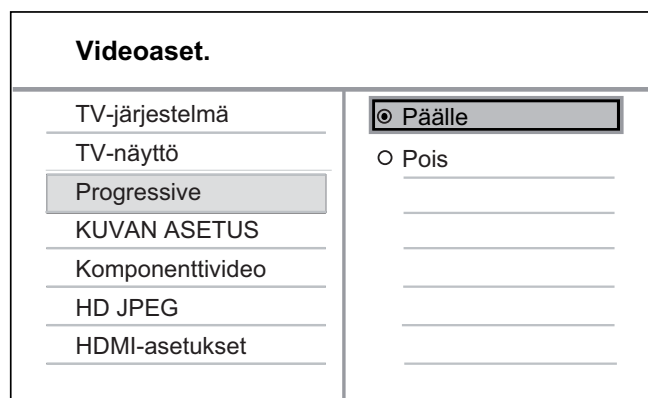 Videoaset.
TV-järjestelmä
TV-näyttö
Progressive
KUVAN ASETUS
Komponenttivideo
HD JPEG
HDMI-asetukset
Päälle
Pois